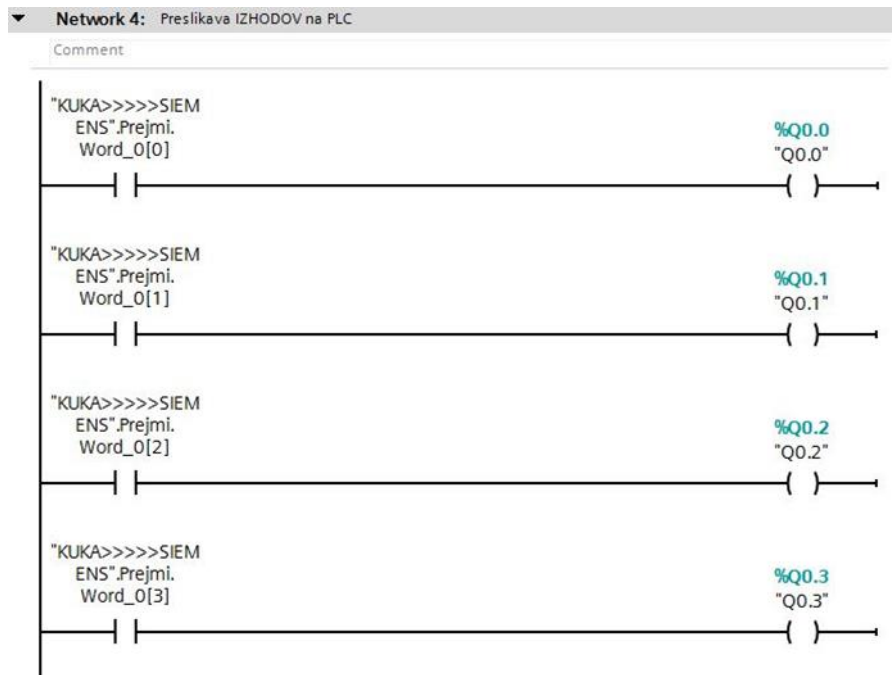 Network 4: Preslikava IZHODOV na PLC
Comment
"KUKA>>>>>SIEM
ENS".Prejmi.
Word_0[0]
%Q0.0
"Q0.0"
"KUKA>>>>>SIEM
ENS".Prejmi.
Word_0[1]
%Q0.1
"Q0.1"
"KUKA>>>>>SIEM
ENS".Prejmi.
Word_0[2]
%Q0.2
"Q0.2"
"KUKA>>>>>SIEM
ENS".Prejmi.
Word_0[3]
%Q0.3
"Q0.3"